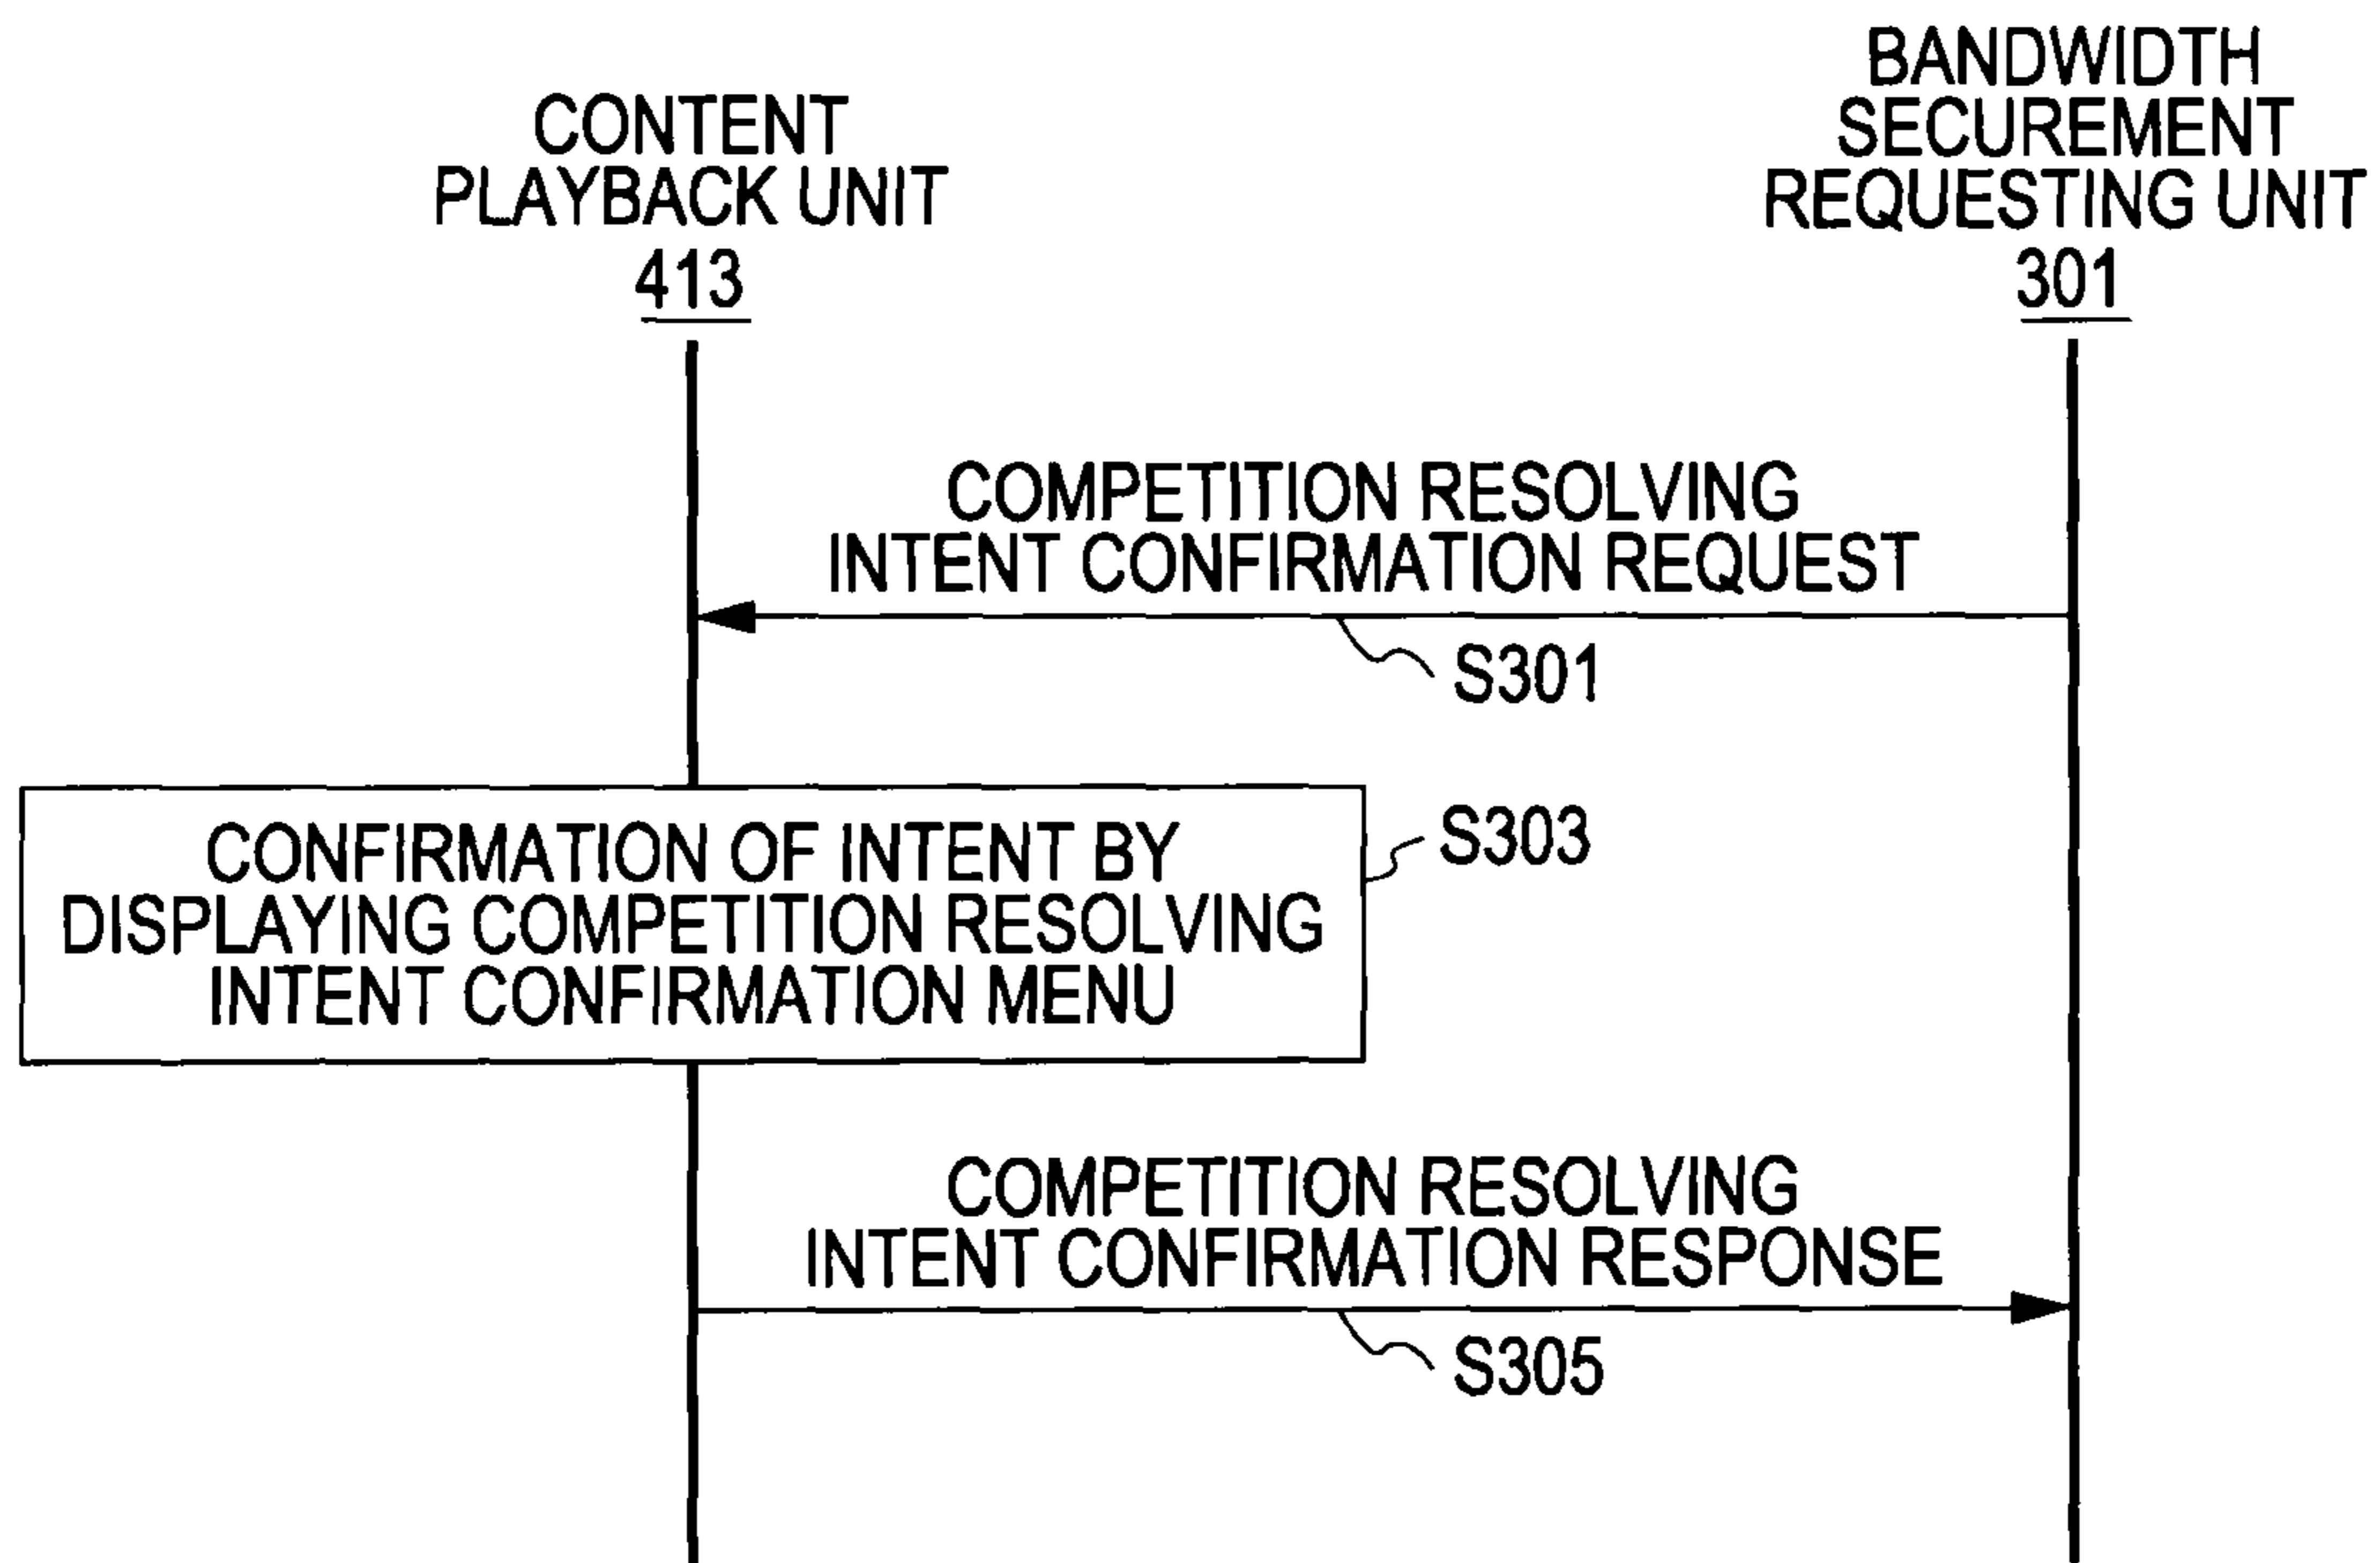 CONTENT
PLAYBACK UNIT
413
BANDWIDTH
SECUREMENT
REQUESTING UNIT
301
COMPETITION RESOLVING
INTENT CONFIRMATION REQUEST
S301
CONFIRMATION OF INTENT BY
DISPLAYING COMPETITION RESOLVING
INTENT CONFIRMATION MENU
S303
COMPETITION RESOLVING
INTENT CONFIRMATION RESPONSE
S305